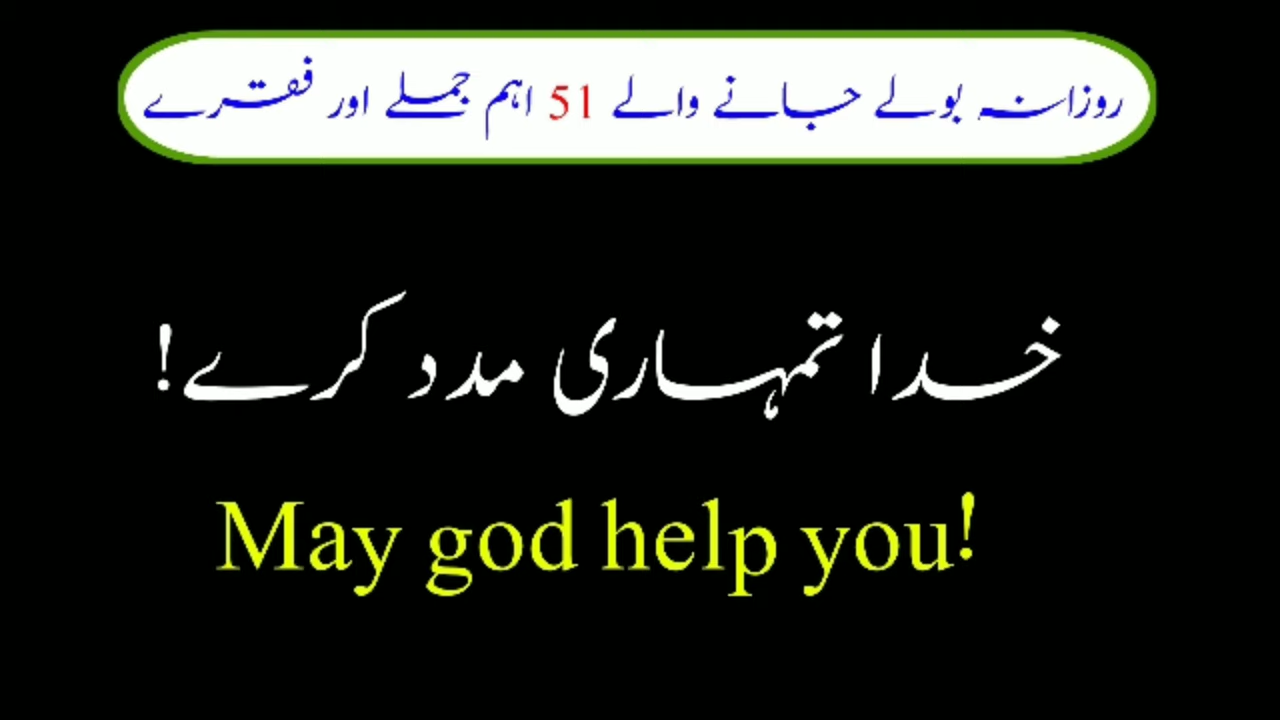 روزانہ بولے جانے والے 51 اہم جملے اور فقرے
خدا تمہاری مدد کرے!
May god help you!